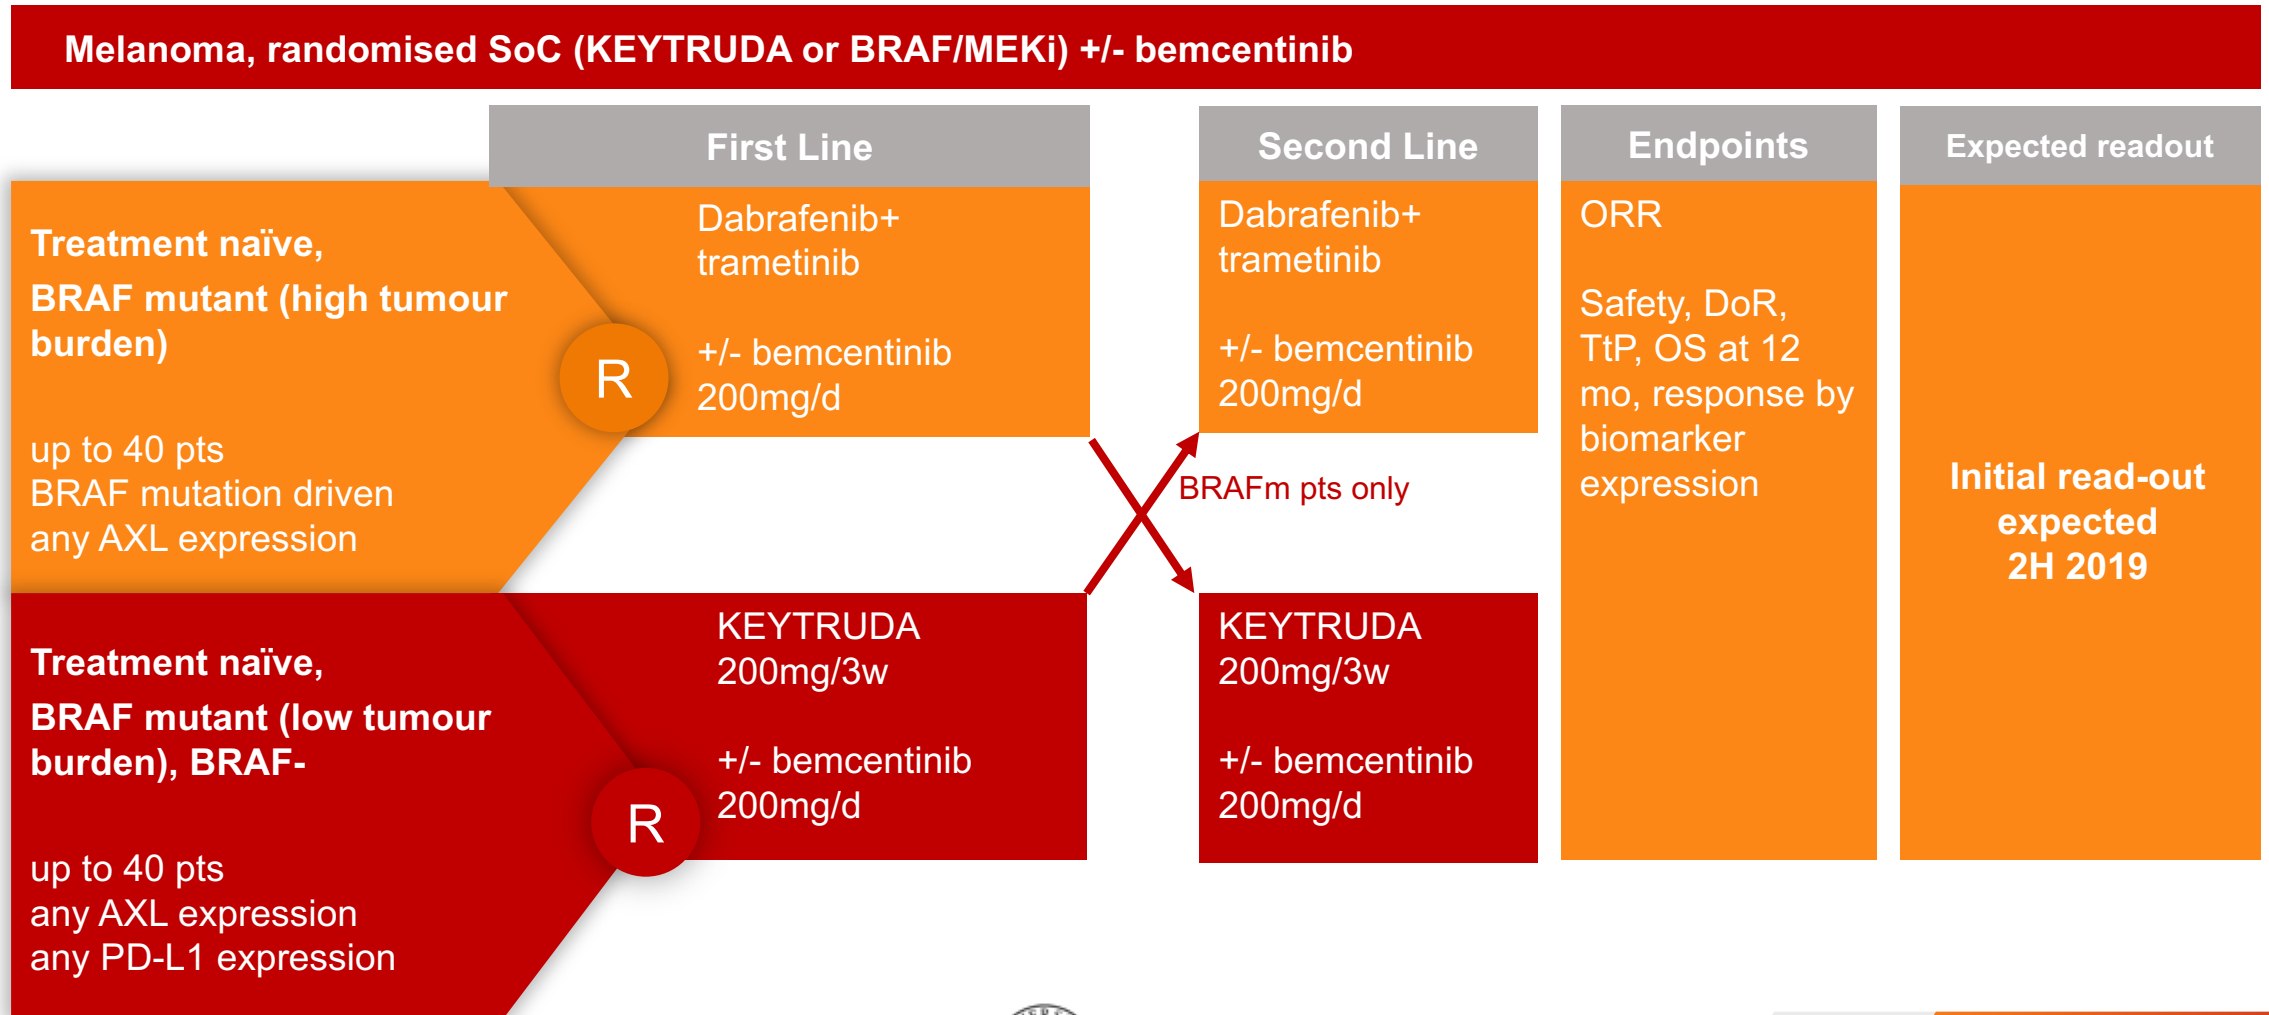 Melanoma, randomised SoC (KEYTRUDA or BRAF/MEKi) +/- bemcentinib
First Line
Second Line
Endpoints
Expected readout
Treatment naïve,
BRAF mutant (high tumour
burden)
up to 40 pts
BRAF mutation driven
any AXL expression
R
Dabrafenib+
trametinib
+/- bemcentinib
200mg/d
Dabrafenib+
trametinib
+/- bemcentinib
200mg/d
BRAFm pts only
ORR
Safety, DoR,
TtP, OS at 12
mo, response by
biomarker
expression
Initial read-out
expected
2H 2019
Treatment naïve,
BRAF mutant (low tumour
burden), BRAF-
up to 40 pts
any AXL expression
any PD-L1 expression
R
KEYTRUDA
200mg/3w
+/- bemcentinib
200mg/d
KEYTRUDA
200mg/3w
+/- bemcentinib
200mg/d